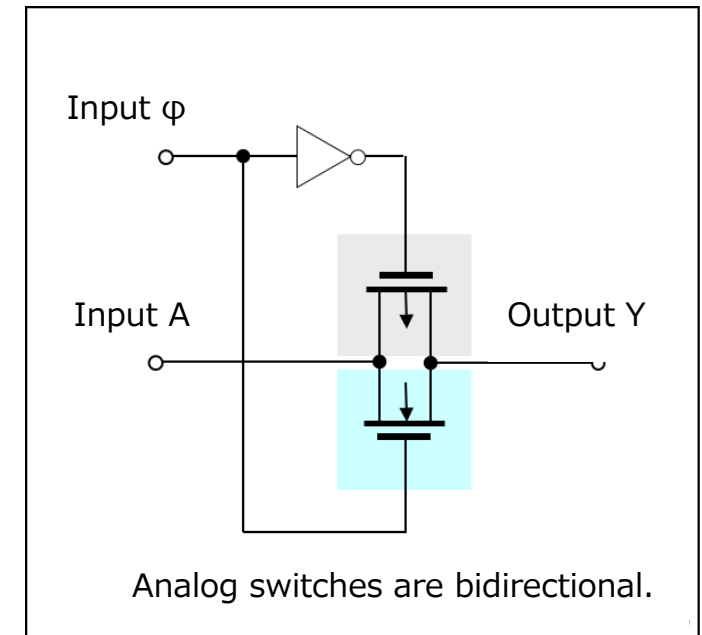 Input φ
Input A
Output Y
Analog switches are bidirectional.